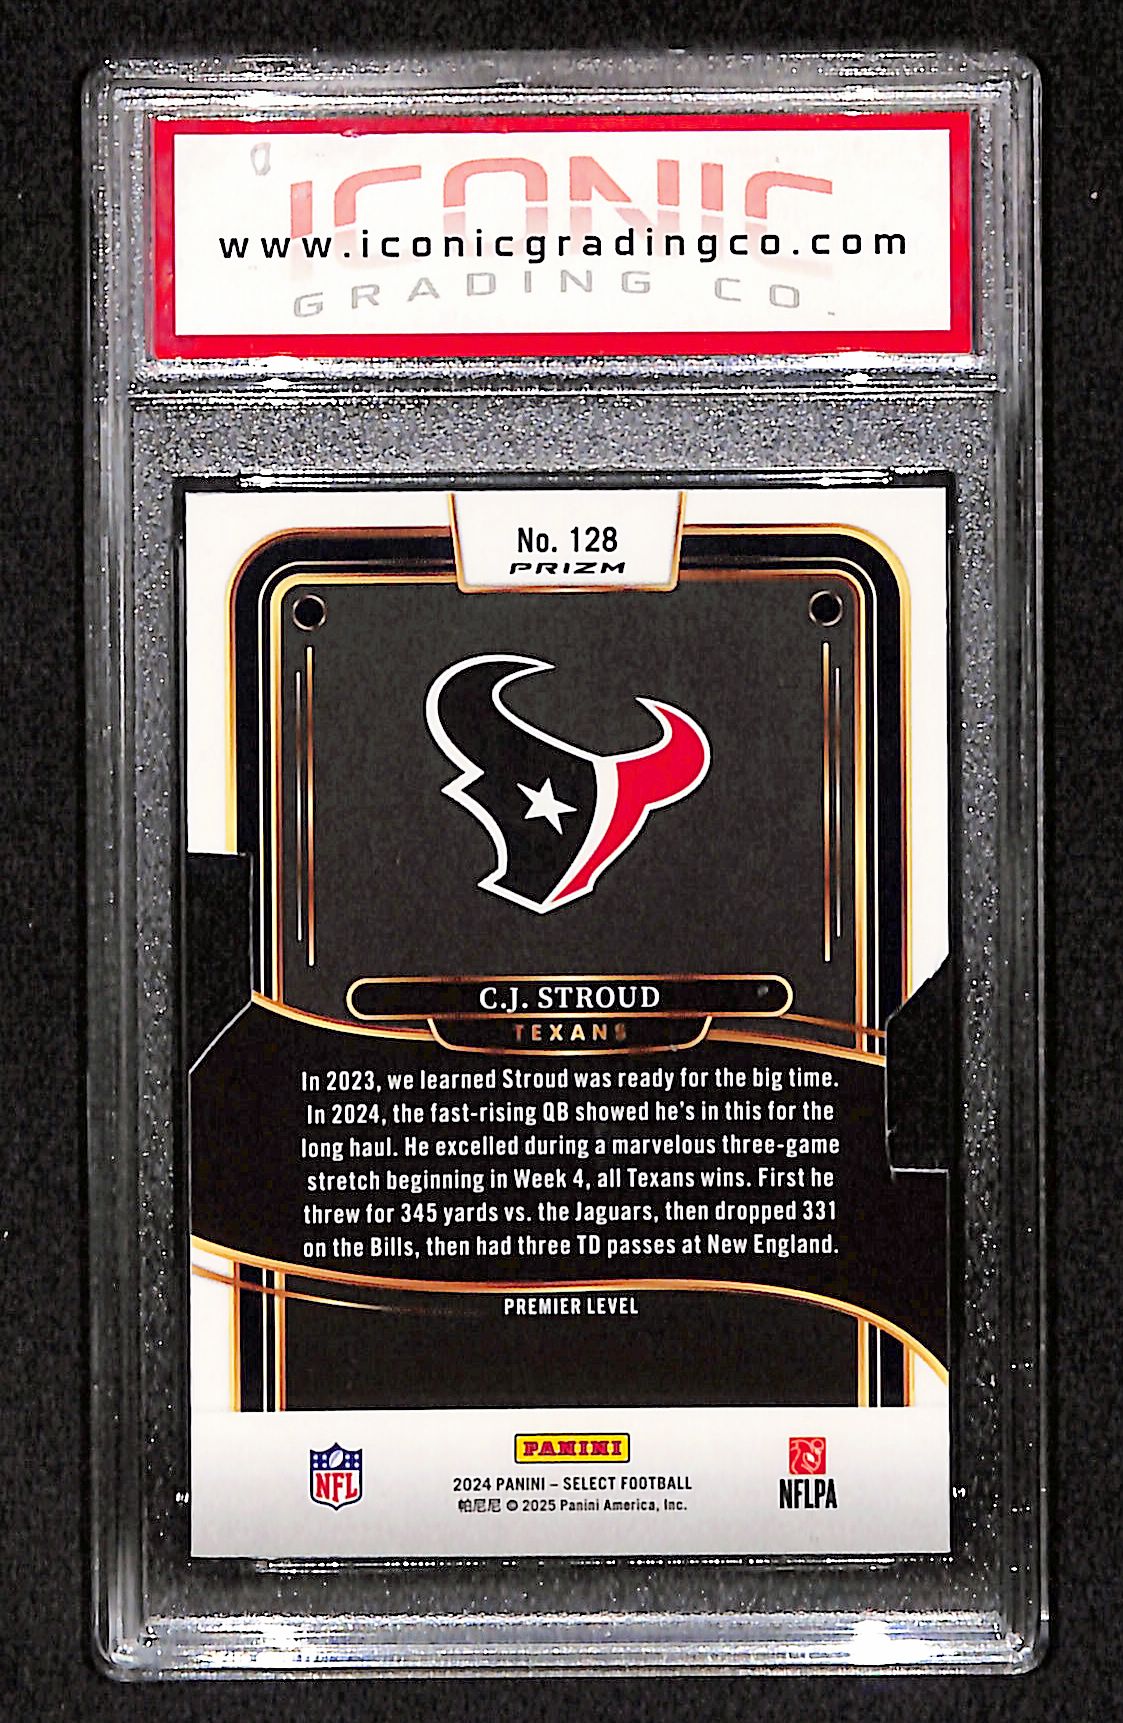 ICONIC
www.iconicgradingco.com
GRADING CO.
No. 128
PRIZM
C.J. STROUD
TEXANS
In 2023, we learned Stroud was ready for the big time.
In 2024, the fast-rising QB showed he's in this for the
long haul. He excelled during a marvelous three-game
stretch beginning in Week 4, all Texans wins. First he
threw for 345 yards vs. the Jaguars, then dropped 331
on the Bills, then had three TD passes at New England.
PREMIER LEVEL
NFL
PANINI
2024 PANINI – SELECT FOOTBALL
帕尼尼 © 2025 Panini America, Inc.
NFLPA